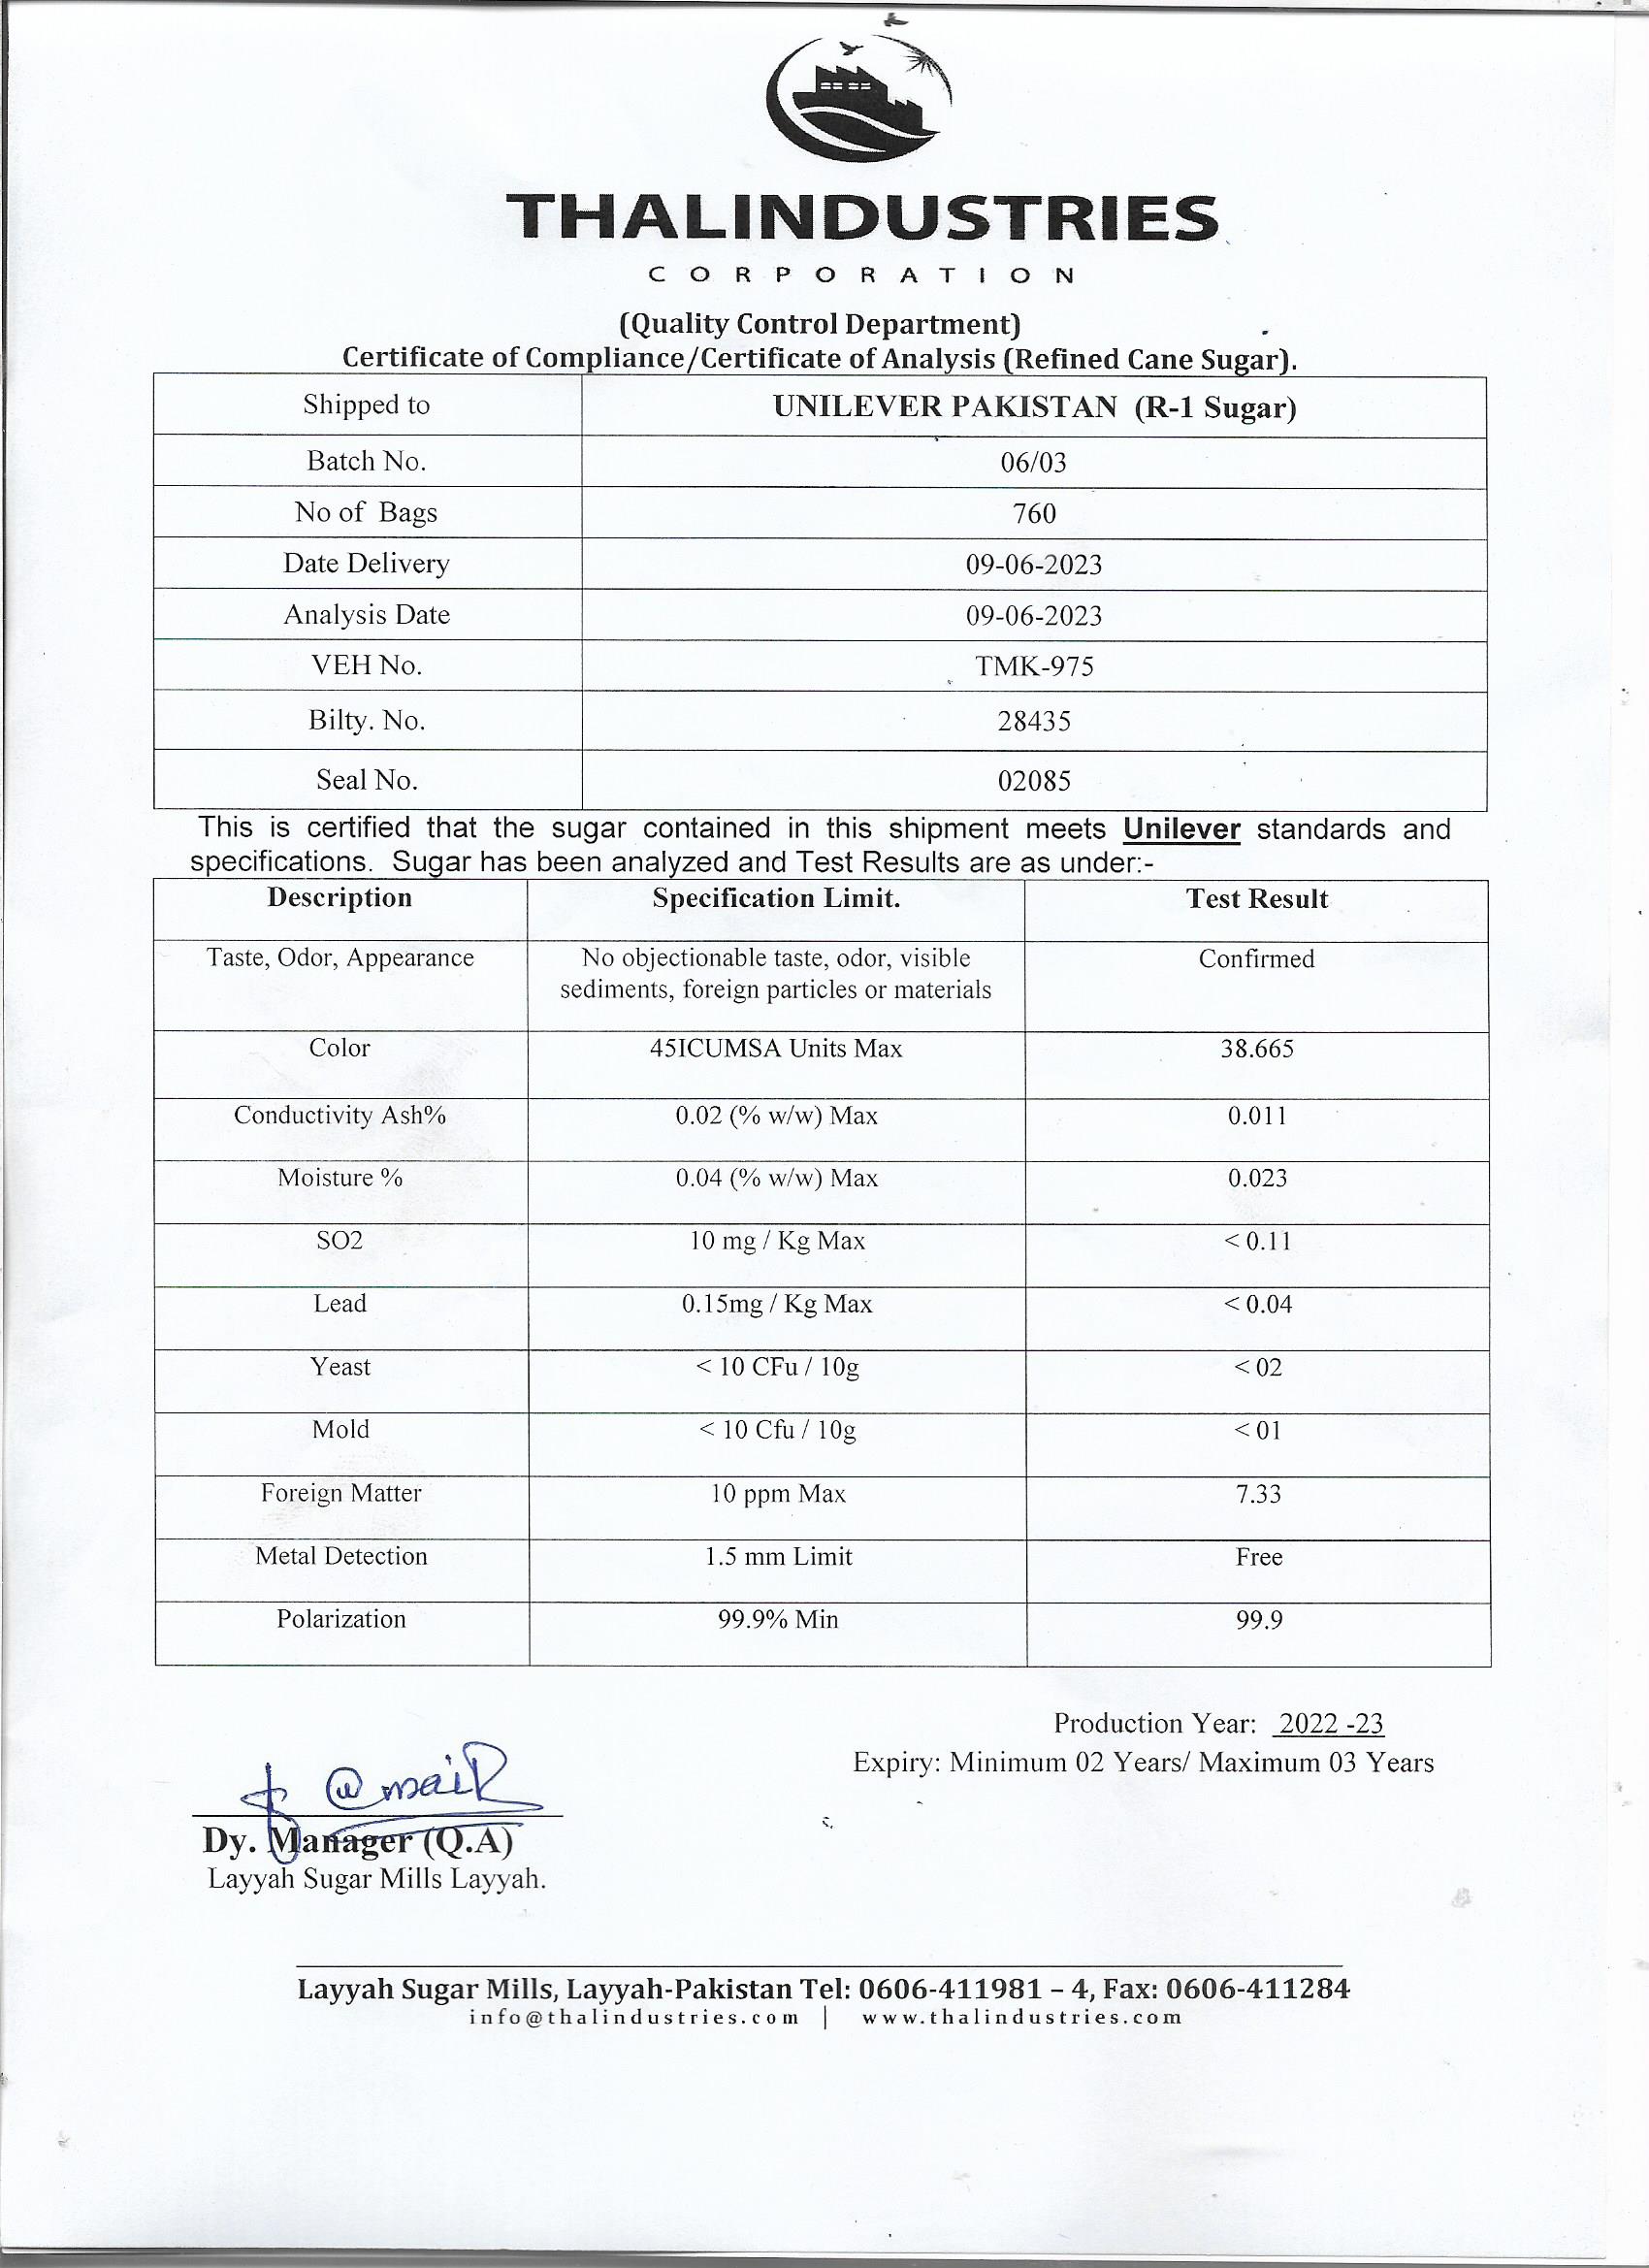 THALINDUSTRIES
CORPORATION
(Quality Control Department)
Certificate of Compliance/Certificate of Analysis (Refined Cane Sugar).
Shipped to UNILEVER PAKISTAN (R-1 Sugar)
Batch No. 06/03
No of Bags 760
Date Delivery 09-06-2023
Analysis Date 09-06-2023
VEH No. TMK-975
Bilty. No. 28435
Seal No. 02085
This is certified that the sugar contained in this shipment meets Unilever standards and
specifications. Sugar has been analyzed and Test Results are as under:-
Description Specification Limit. Test Result
Taste, Odor, Appearance No objectionable taste, odor, visible Confirmed
sediments, foreign particles or materials
Color 45ICUMSA Units Max 38.665
Conductivity Ash% 0.02 (% w/w) Max 0.011
Moisture % 0.04 (% w/w) Max 0.023
SO2 10 mg / Kg Max < 0.11
Lead 0.15mg / Kg Max < 0.04
Yeast < 10 CFu / 10g < 02
Mold < 10 Cfu / 10g < 01
Foreign Matter 10 ppm Max 7.33
Metal Detection 1.5 mm Limit Free
Polarization 99.9% Min 99.9
Production Year: 2022 -23
Expiry: Minimum 02 Years/ Maximum 03 Years
Dy. Manager (Q.A)
Layyah Sugar Mills Layyah.
Layyah Sugar Mills, Layyah-Pakistan Tel: 0606-411981 – 4, Fax: 0606-411284
info@thalindustries.com | www.thalindustries.com